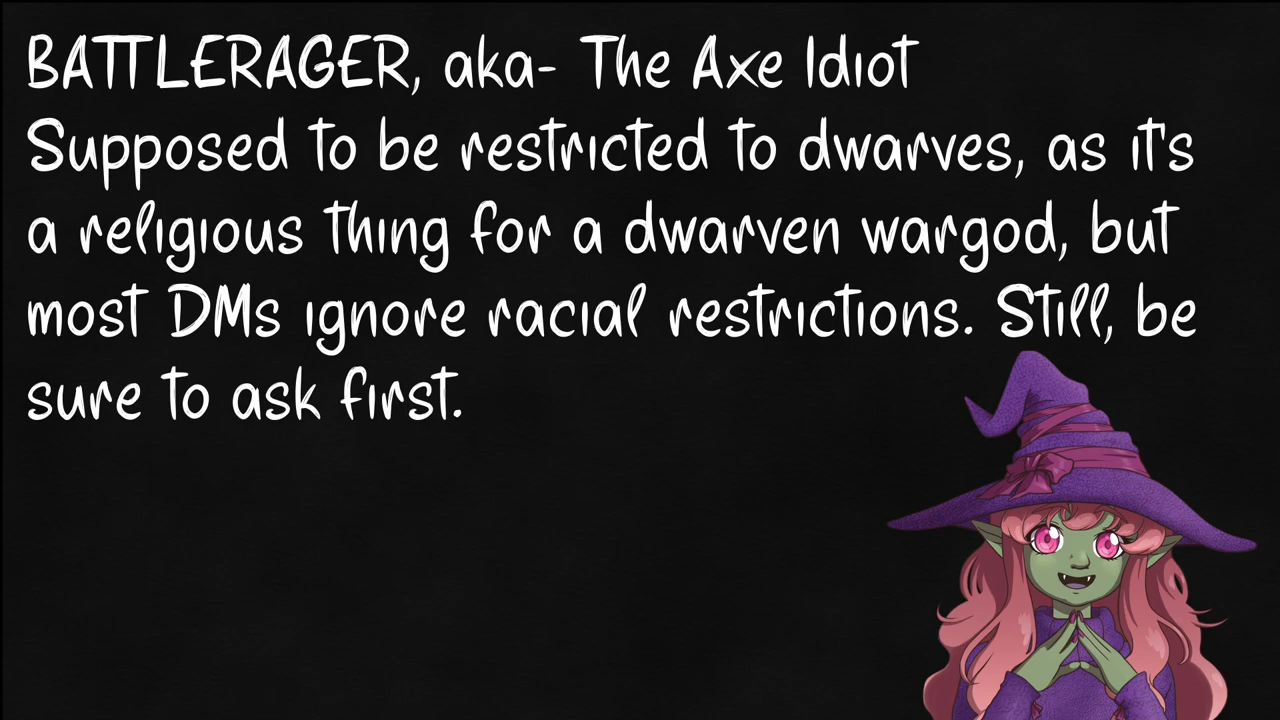 BATTLERAGER, aka- The Axe Idiot
Supposed to be restricted to dwarves, as it's
a religious thing for a dwarven wargod, but
most DMs ignore racial restrictions. Still, be
sure to ask first.